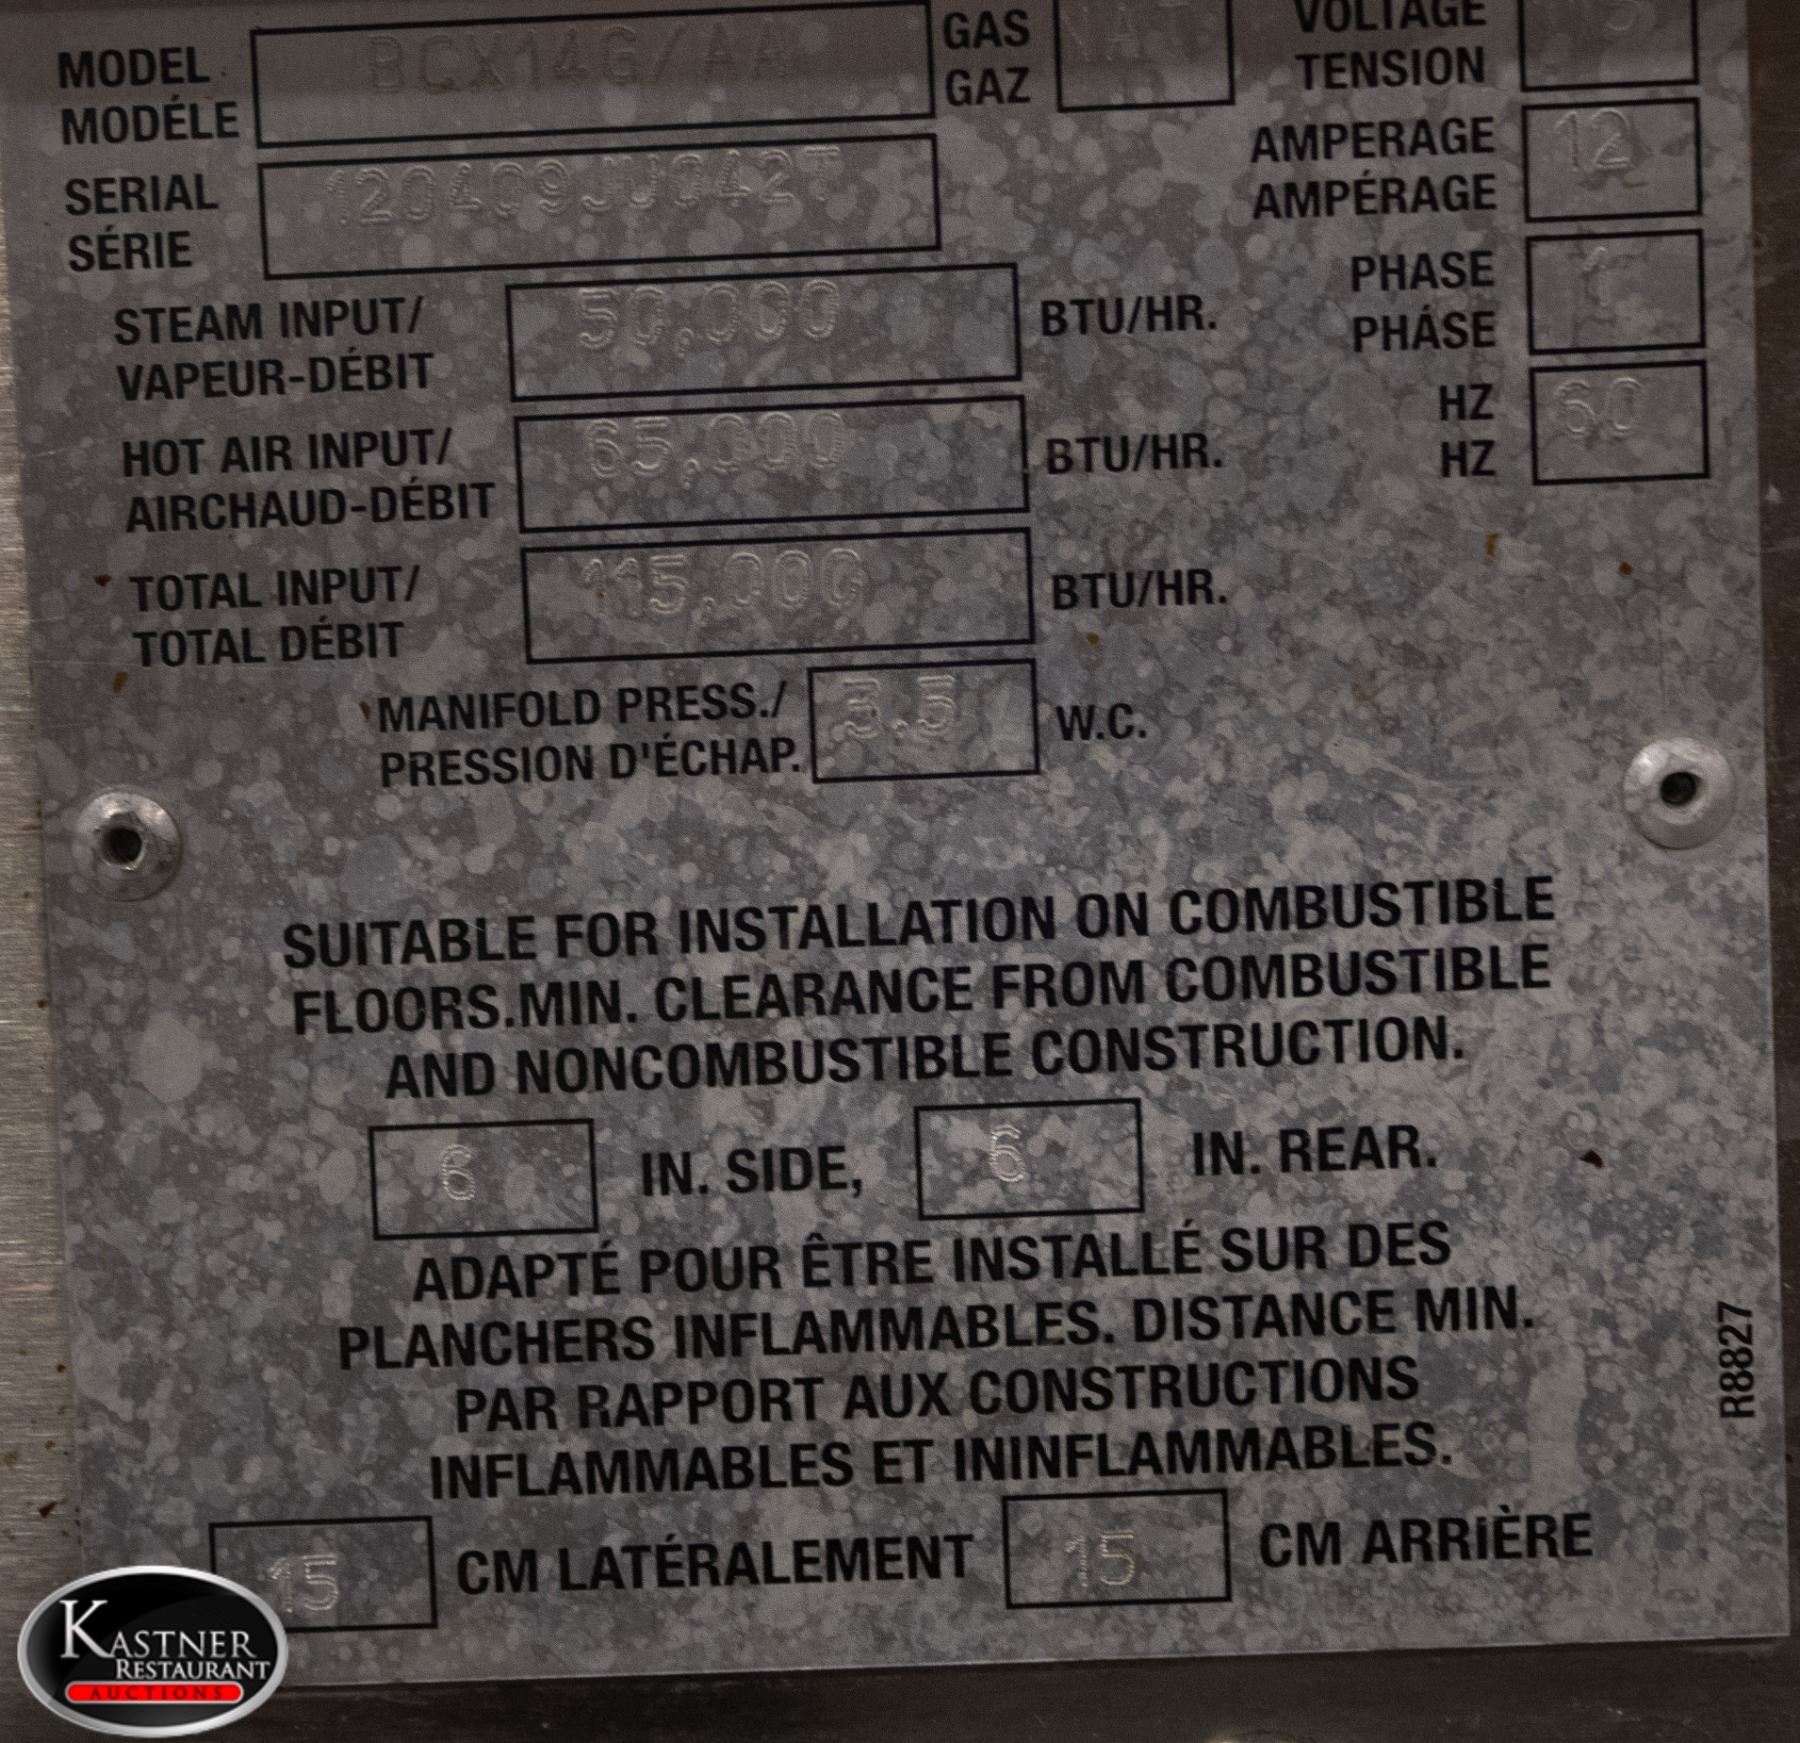 MODEL BCX14G/AA GAS NAT VOLTAGE 115
MODÉLE GAZ TENSION
SERIAL 120409JU042T AMPERAGE 12
SÉRIE AMPÉRAGE
STEAM INPUT/ 50,000 BTU/HR. PHASE 1
VAPEUR-DÉBIT PHÁSE
HOT AIR INPUT/ 65,000 BTU/HR. HZ 60
AIRCHAUD-DÉBIT HZ
TOTAL INPUT/ 115,000 BTU/HR.
TOTAL DÉBIT
MANIFOLD PRESS./ 3.5 W.C.
PRESSION D'ÉCHAP.
SUITABLE FOR INSTALLATION ON COMBUSTIBLE
FLOORS.MIN. CLEARANCE FROM COMBUSTIBLE
AND NONCOMBUSTIBLE CONSTRUCTION.
6 IN. SIDE, 6 IN. REAR.
ADAPTÉ POUR ÊTRE INSTALLÉ SUR DES
PLANCHERS INFLAMMABLES. DISTANCE MIN.
PAR RAPPORT AUX CONSTRUCTIONS
INFLAMMABLES ET ININFLAMMABLES.
15 CM LATÉRALEMENT 15 CM ARRIÈRE
R8827
KASTNER
RESTAURANT
AUCTIONS